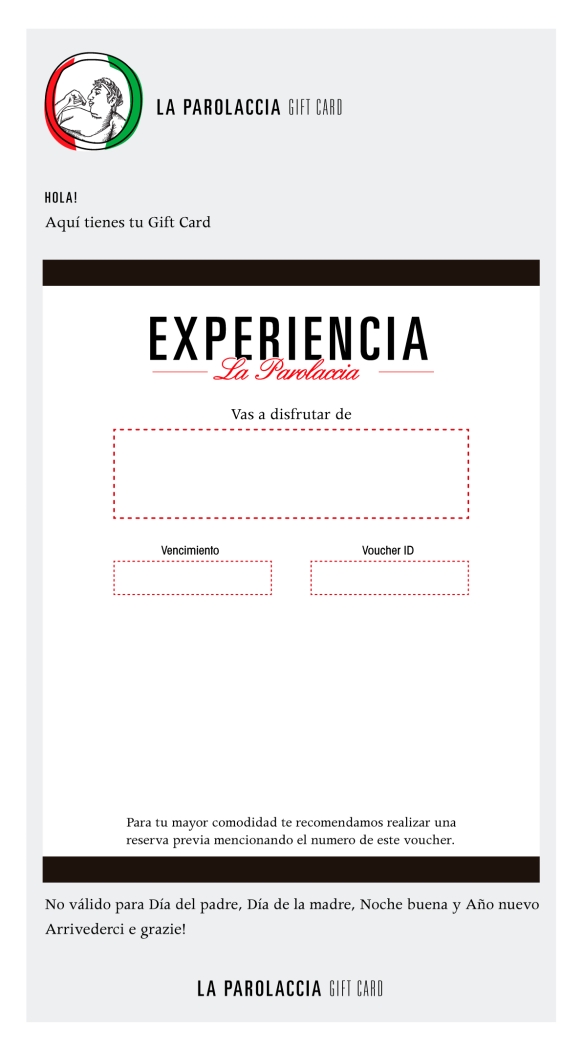 LA PAROLACCIA GIFT CARD
HOLA!
Aquí tienes tu Gift Card
EXPERIENCIA
La Parolaccia
Vas a disfrutar de
Vencimiento
Voucher ID
Para tu mayor comodidad te recomendamos realizar una
reserva previa mencionando el numero de este voucher.
No válido para Día del padre, Día de la madre, Noche buena y Año nuevo
Arrivederci e grazie!
LA PAROLACCIA GIFT CARD